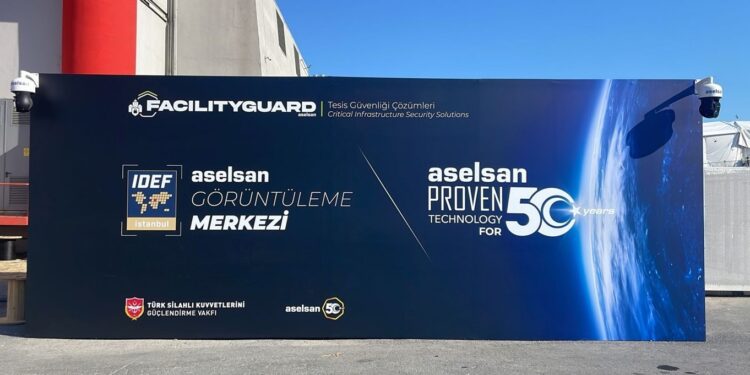 FACILITYGUARD
aselsan
Tesis Güvenliği Çözümleri
Critical Infrastructure Security Solutions
IDEF
istanbul
aselsan
GÖRÜNTÜLEME
MERKEZİ
aselsan
PROVEN
TECHNOLOGY
FOR
50
years
TÜRK SİLAHLI KUVVETLERİNİ
GÜÇLENDİRME VAKFI
aselsan
50
aselsan